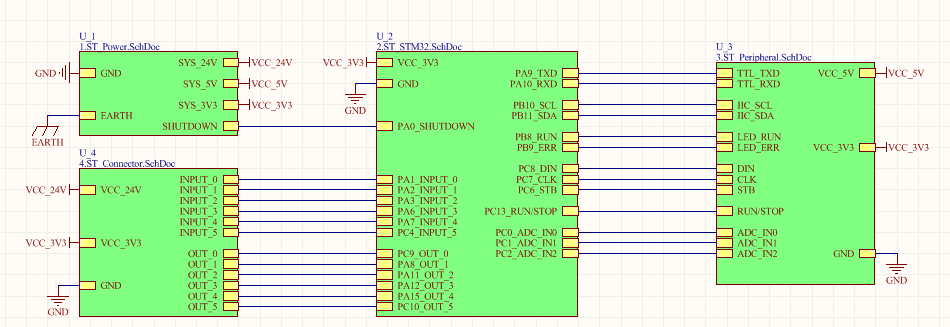 U_1
1.ST_Power.SchDoc
GND
GND
EARTH
EARTH
SYS_24V
VCC_24V
SYS_5V
VCC_5V
SYS_3V3
VCC_3V3
SHUTDOWN
U_4
4.ST_Connector.SchDoc
VCC_24V
VCC_24V
VCC_3V3
VCC_3V3
GND
GND
INPUT_0
INPUT_1
INPUT_2
INPUT_3
INPUT_4
INPUT_5
OUT_0
OUT_1
OUT_2
OUT_3
OUT_4
OUT_5
U_2
2.ST_STM32.SchDoc
VCC_3V3
VCC_3V3
GND
GND
PA0_SHUTDOWN
PA1_INPUT_0
PA2_INPUT_1
PA3_INPUT_2
PA6_INPUT_3
PA7_INPUT_4
PC4_INPUT_5
PC9_OUT_0
PA8_OUT_1
PA11_OUT_2
PA12_OUT_3
PA15_OUT_4
PC10_OUT_5
PA9_TXD
PA10_RXD
PB10_SCL
PB11_SDA
PB8_RUN
PB9_ERR
PC8_DIN
PC7_CLK
PC6_STB
PC13_RUN/STOP
PC0_ADC_IN0
PC1_ADC_IN1
PC2_ADC_IN2
U_3
3.ST_Peripheral.SchDoc
TTL_TXD
TTL_RXD
IIC_SCL
IIC_SDA
LED_RUN
LED_ERR
DIN
CLK
STB
RUN/STOP
ADC_IN0
ADC_IN1
ADC_IN2
VCC_5V
VCC_5V
VCC_3V3
VCC_3V3
GND
GND